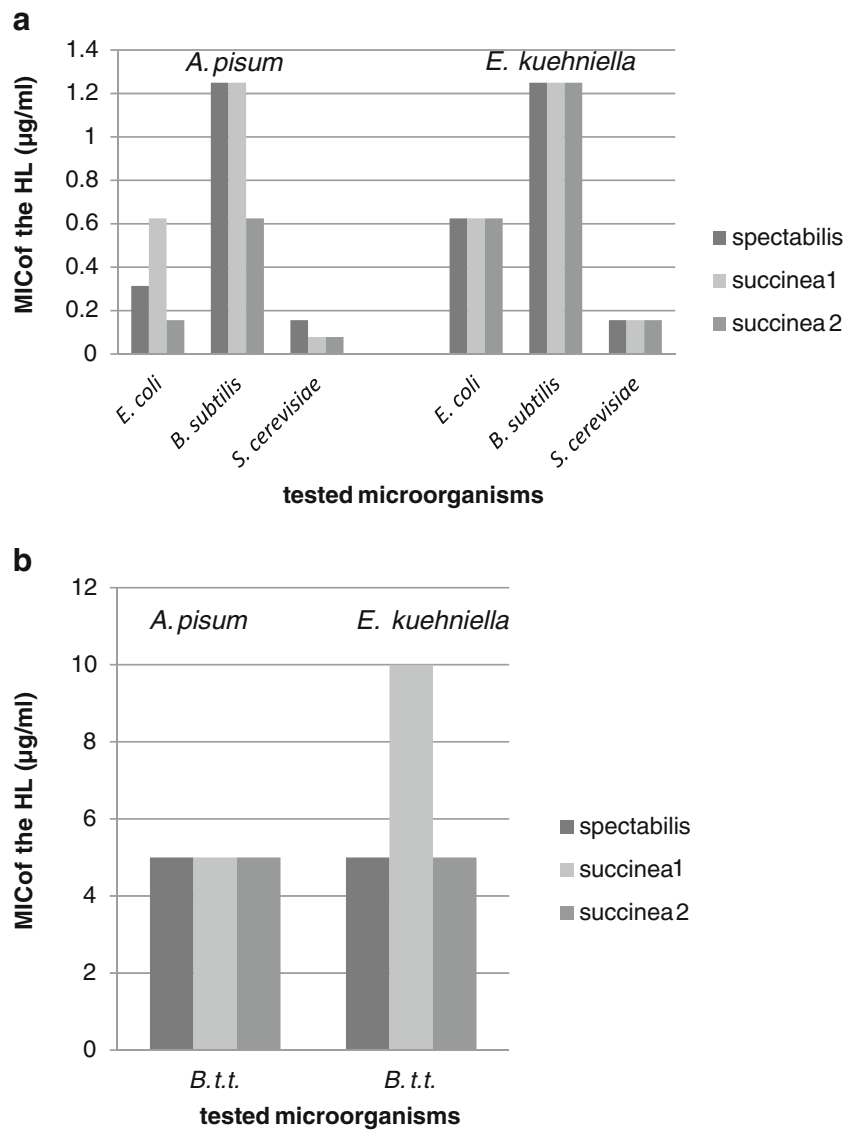 a
1.4
1.2
1
0.8
0.6
0.4
0.2
0
MICof the HL (µg/ml)
A. pisum
E. kuehniella
E. coli
B. subtilis
S. cerevisiae
E. coli
B. subtilis
S. cerevisiae
tested microorganisms
spectabilis
succinea1
succinea 2
b
12
10
8
6
4
2
0
MICof the HL (µg/ml)
A. pisum
E. kuehniella
B. t.t.
B. t.t.
tested microorganisms
spectabilis
succinea1
succinea 2